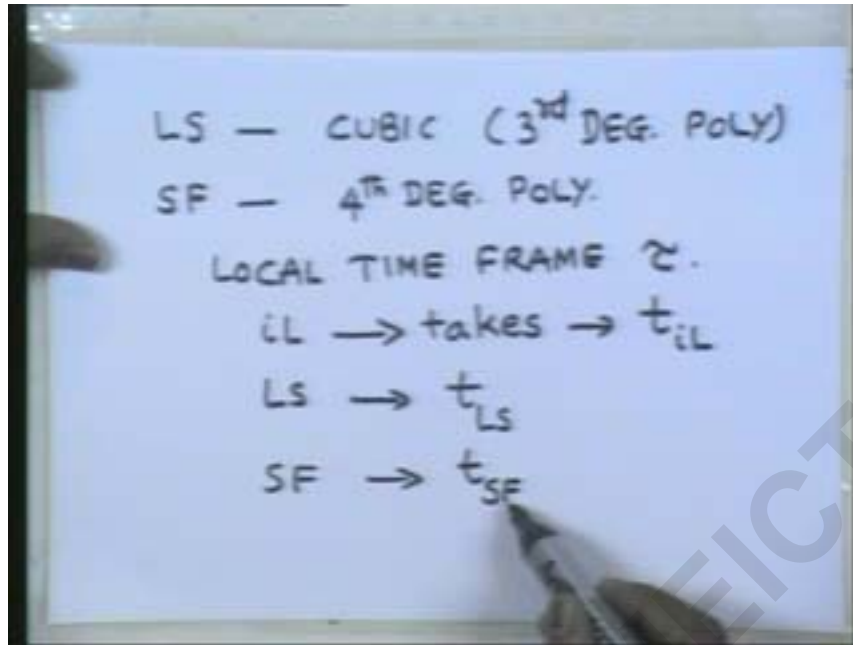 LS — CUBIC (3rd DEG. POLY)
SF — 4TH DEG. POLY.
LOCAL TIME FRAME τ.
iL → takes → t_iL
LS → t_LS
SF → t_SF
EICT